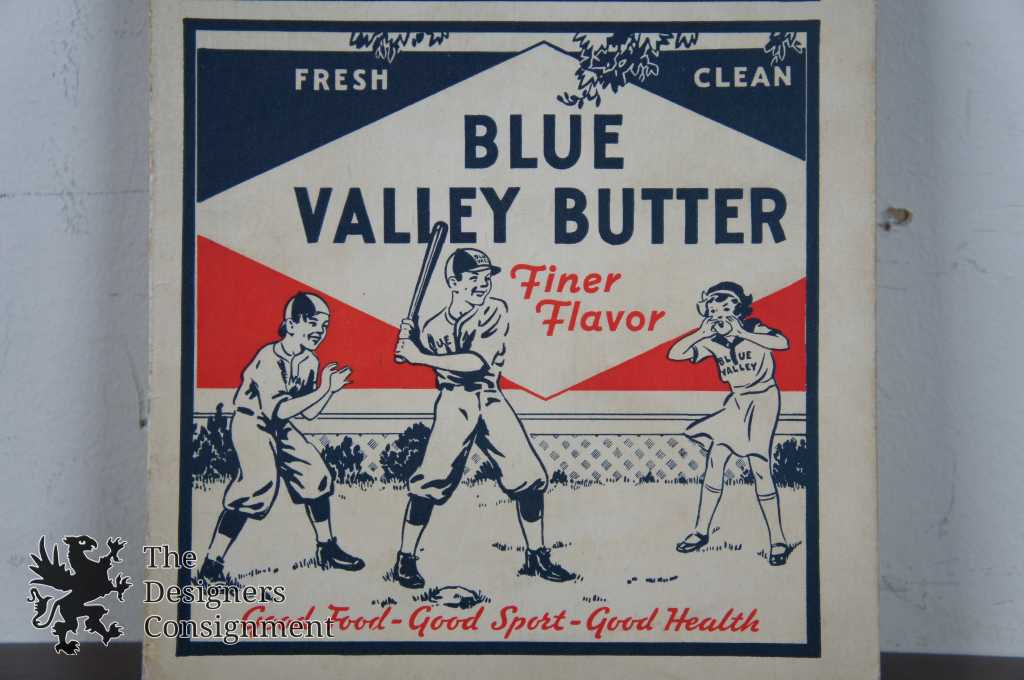 FRESH
CLEAN
BLUE
VALLEY BUTTER
Finer
Flavor
BLUE
VALLEY
Good Food - Good Sport - Good Health
The
Designers
Consignment